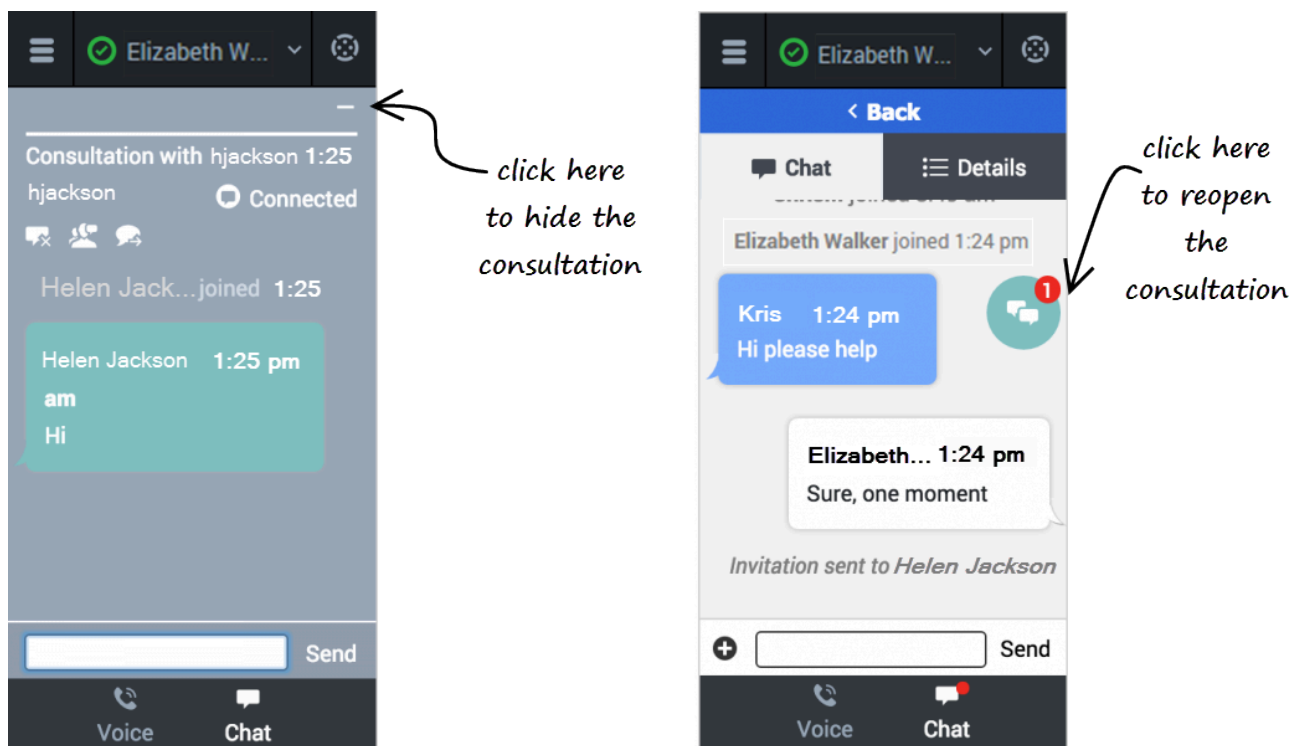 Elizabeth W...
Consultation with hjackson 1:25
hjackson Connected
Helen Jack...joined 1:25
Helen Jackson 1:25 pm
am
Hi
Send
Voice Chat
click here
to hide the
consultation
Elizabeth W...
< Back
Chat Details
Elizabeth Walker joined 1:24 pm
1
Kris 1:24 pm
Hi please help
Elizabeth... 1:24 pm
Sure, one moment
Invitation sent to Helen Jackson
Send
Voice Chat
click here
to reopen
the
consultation